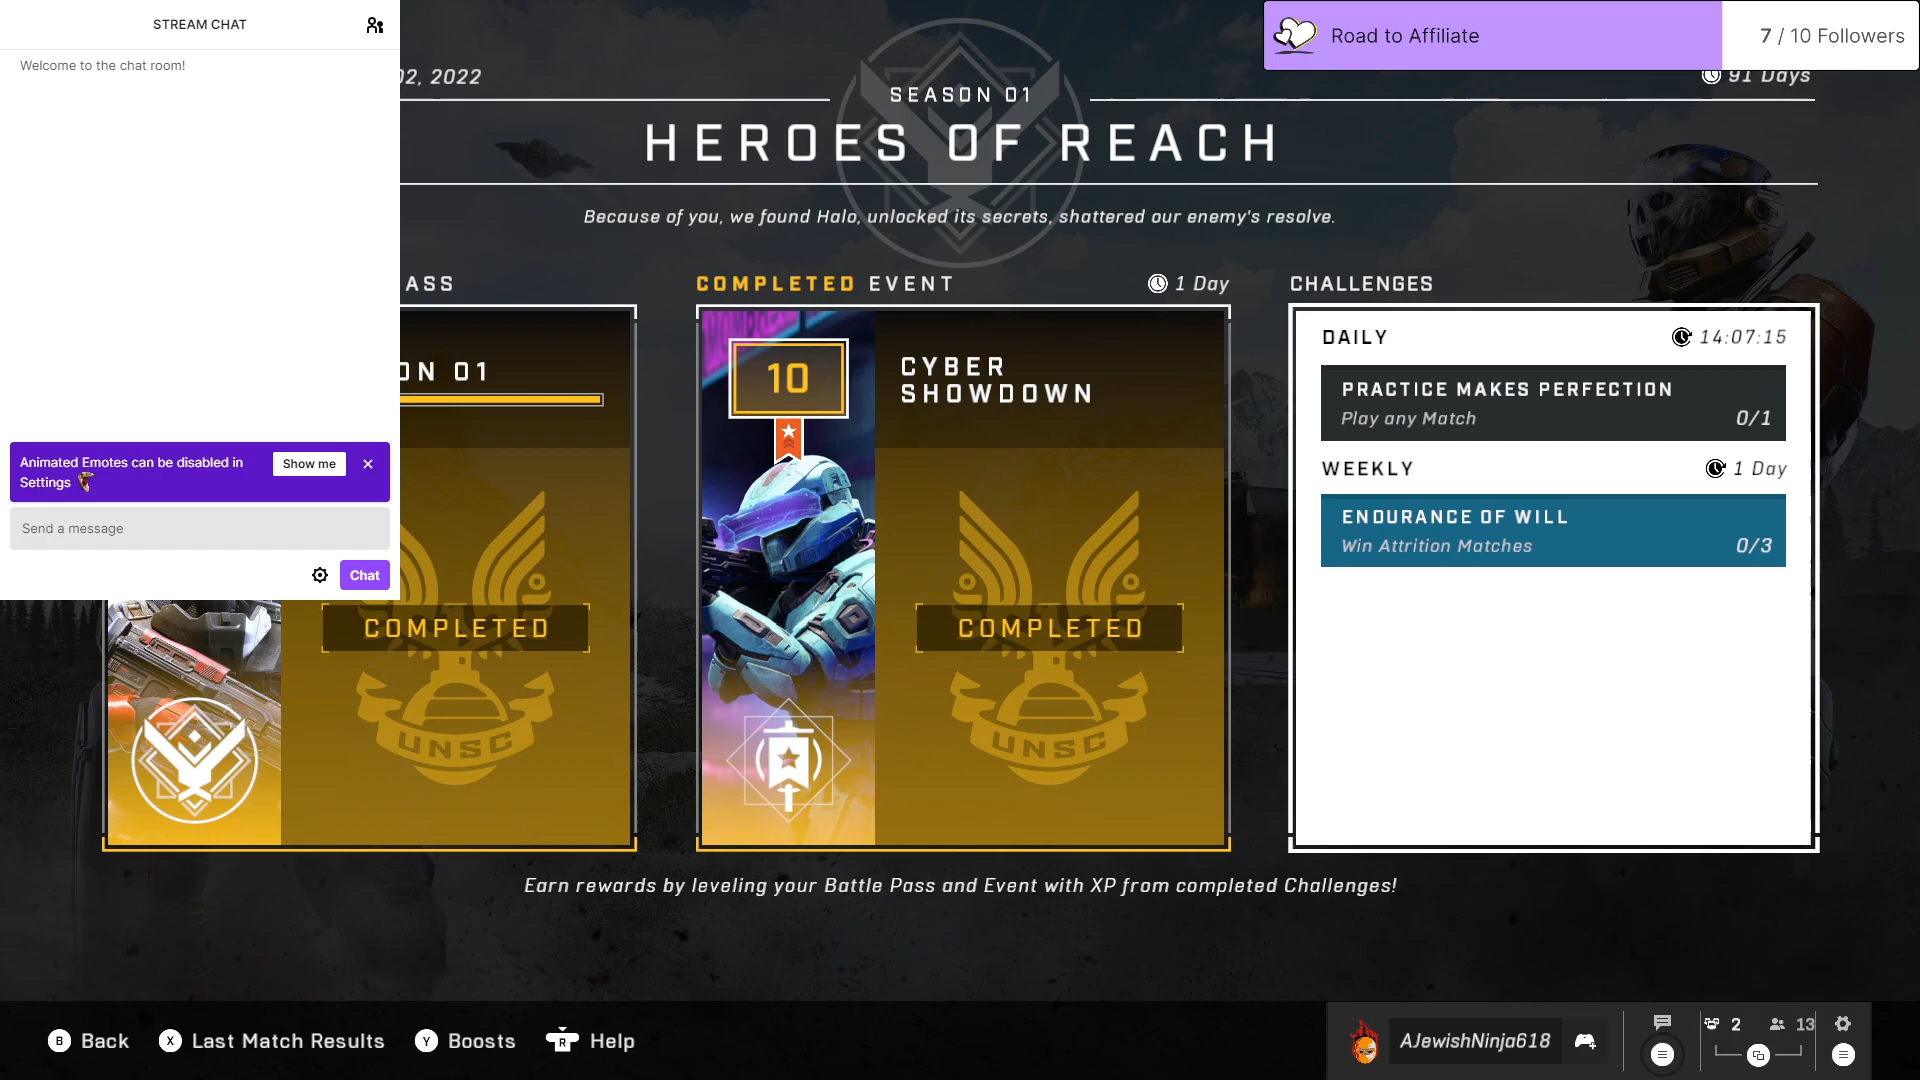 STREAM CHAT
Welcome to the chat room!
Animated Emotes can be disabled in
Settings
Show me
Send a message
Chat
Road to Affiliate
7 / 10 Followers
02, 2022
91 Days
SEASON 01
HEROES OF REACH
Because of you, we found Halo, unlocked its secrets, shattered our enemy's resolve.
ASS
ON 01
COMPLETED
UNSC
COMPLETED EVENT
1 Day
10
CYBER
SHOWDOWN
COMPLETED
UNSC
CHALLENGES
DAILY
14:07:15
PRACTICE MAKES PERFECTION
Play any Match
0/1
WEEKLY
1 Day
ENDURANCE OF WILL
Win Attrition Matches
0/3
Earn rewards by leveling your Battle Pass and Event with XP from completed Challenges!
B Back
X Last Match Results
Y Boosts
R Help
AJewishNinja618
2
13